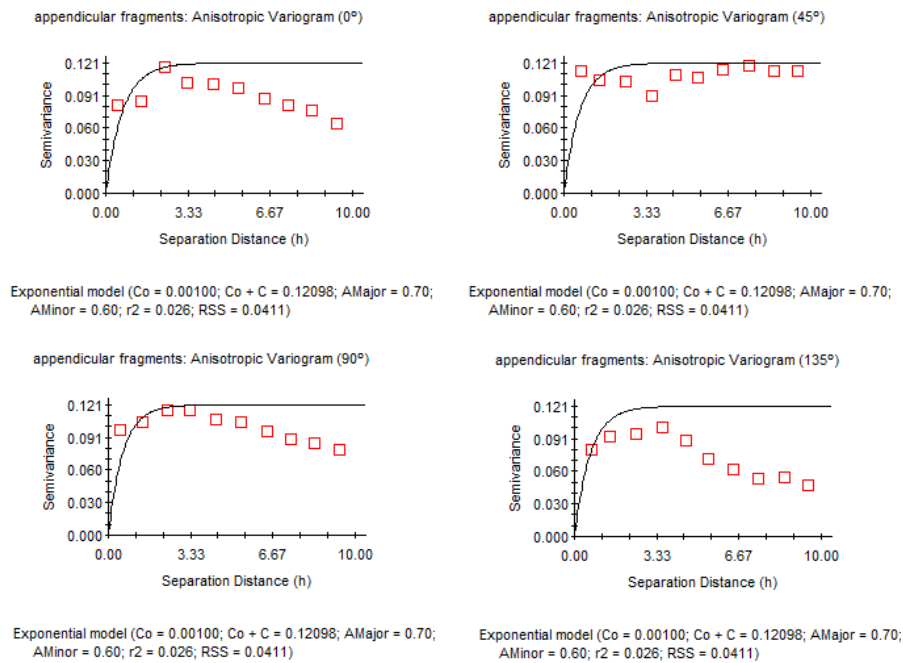 appendicular fragments: Anisotropic Variogram (0º)
0.121
0.091
0.060
0.030
0.000
Semivariance
0.00 3.33 6.67 10.00
Separation Distance (h)
Exponential model (Co = 0.00100; Co + C = 0.12098; AMajor = 0.70;
AMinor = 0.60; r2 = 0.026; RSS = 0.0411)
appendicular fragments: Anisotropic Variogram (45º)
0.121
0.091
0.060
0.030
0.000
Semivariance
0.00 3.33 6.67 10.00
Separation Distance (h)
Exponential model (Co = 0.00100; Co + C = 0.12098; AMajor = 0.70;
AMinor = 0.60; r2 = 0.026; RSS = 0.0411)
appendicular fragments: Anisotropic Variogram (90º)
0.121
0.091
0.060
0.030
0.000
Semivariance
0.00 3.33 6.67 10.00
Separation Distance (h)
Exponential model (Co = 0.00100; Co + C = 0.12098; AMajor = 0.70;
AMinor = 0.60; r2 = 0.026; RSS = 0.0411)
appendicular fragments: Anisotropic Variogram (135º)
0.121
0.091
0.060
0.030
0.000
Semivariance
0.00 3.33 6.67 10.00
Separation Distance (h)
Exponential model (Co = 0.00100; Co + C = 0.12098; AMajor = 0.70;
AMinor = 0.60; r2 = 0.026; RSS = 0.0411)